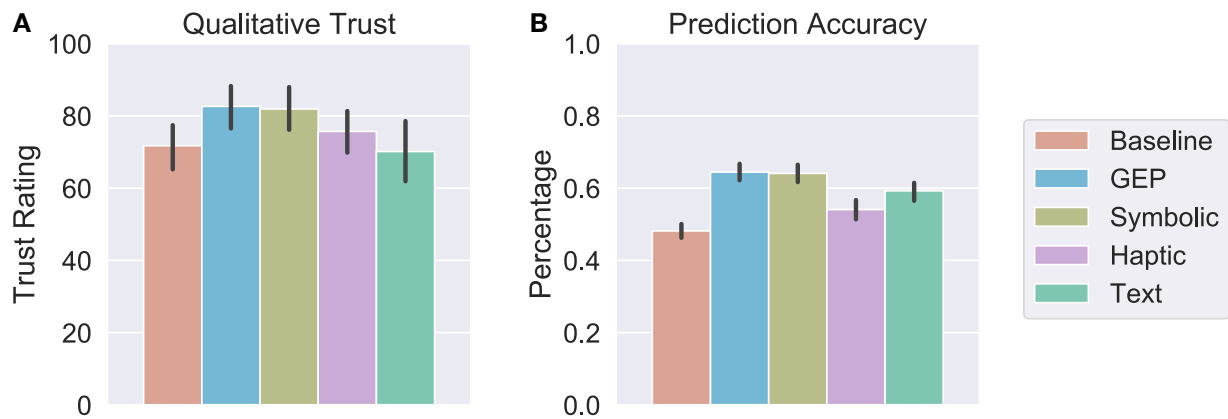 A Qualitative Trust
Trust Rating
100
80
60
40
20
0
B Prediction Accuracy
Percentage
1.0
0.8
0.6
0.4
0.2
0.0
Baseline
GEP
Symbolic
Haptic
Text